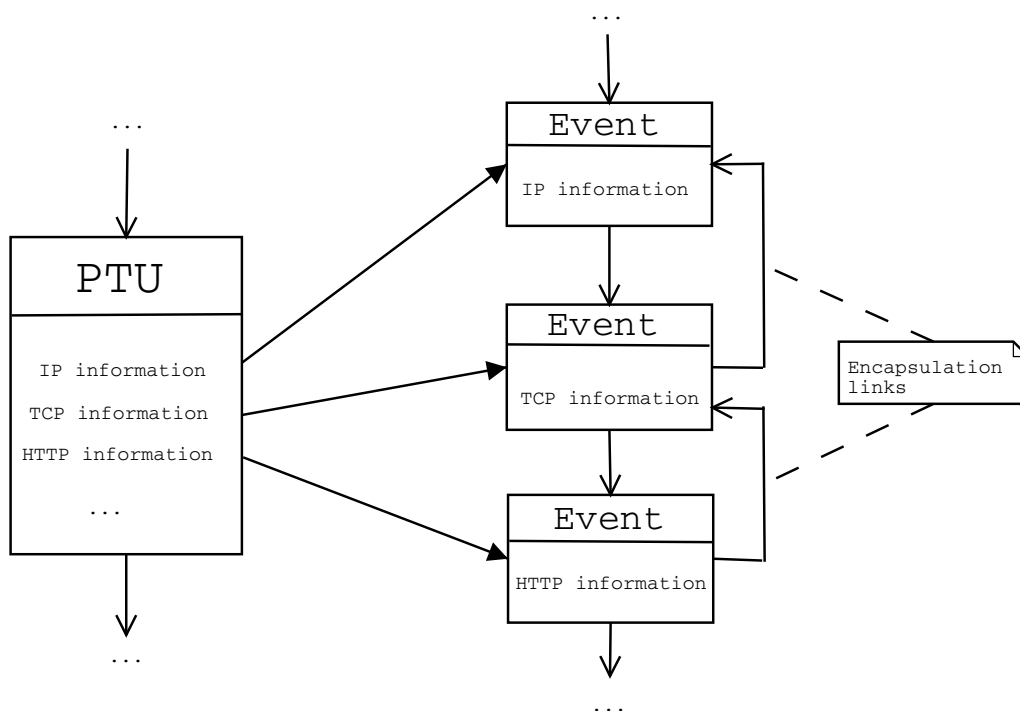 ...
PTU
IP information
TCP information
HTTP information
...
...
...
Event
IP information
Event
TCP information
Event
HTTP information
...
Encapsulation
links